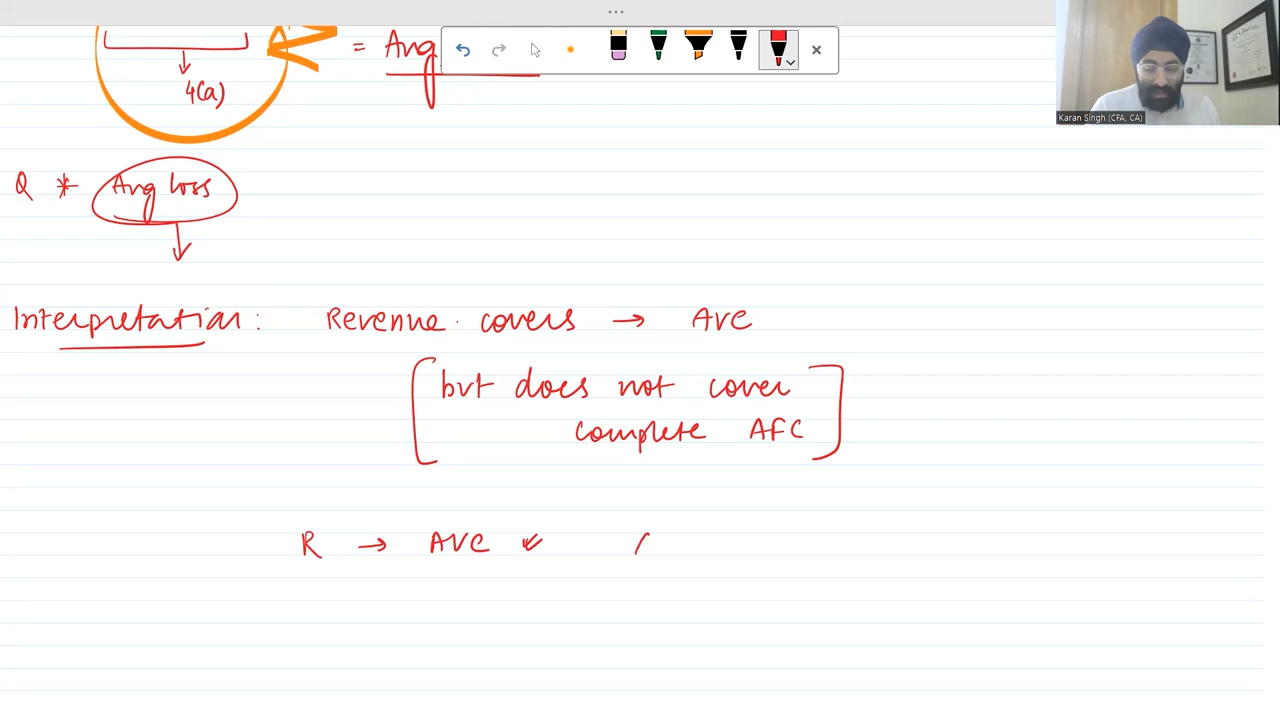 = Avg
4(a)
Q * Avg loss
Interpretation: Revenue. covers → AVC
[but does not cover
complete AFC]
R → AVC ✓
Karan Singh (CFA, CA)